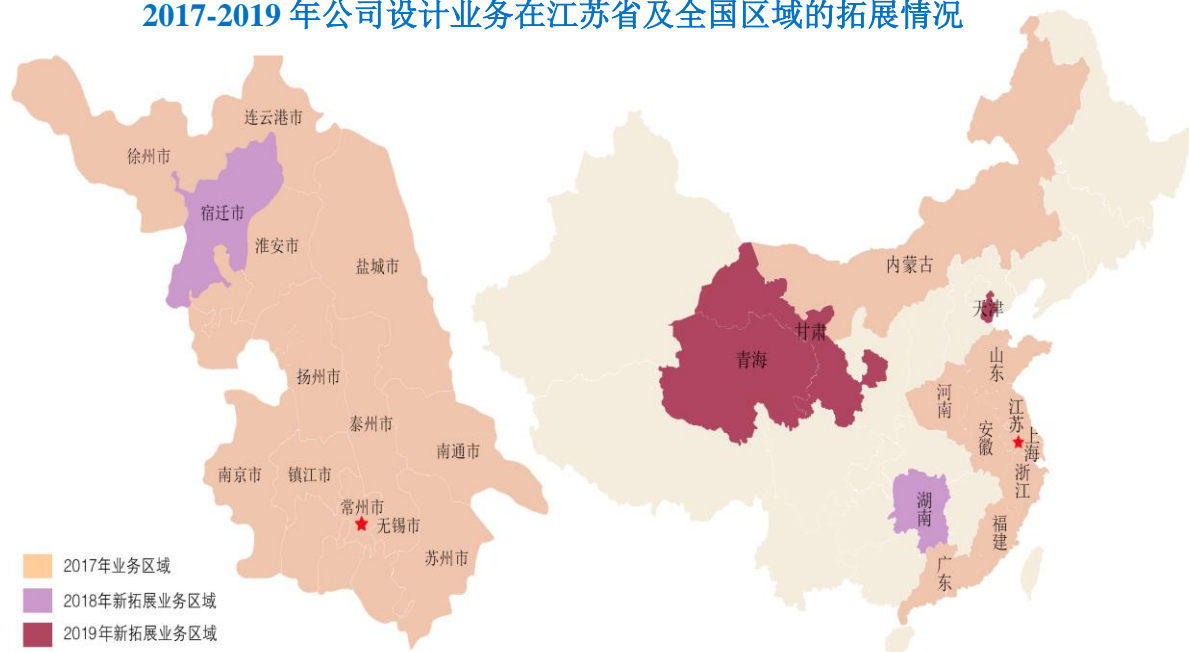 2017-2019 年公司设计业务在江苏省及全国区域的拓展情况
连云港市
徐州市
宿迁市
淮安市
盐城市
扬州市
泰州市
南通市
南京市
镇江市
常州市
无锡市
苏州市
2017年业务区域
2018年新拓展业务区域
2019年新拓展业务区域
内蒙古
天津
甘肃
青海
山东
河南
江苏
安徽
上海
浙江
湖南
福建
广东